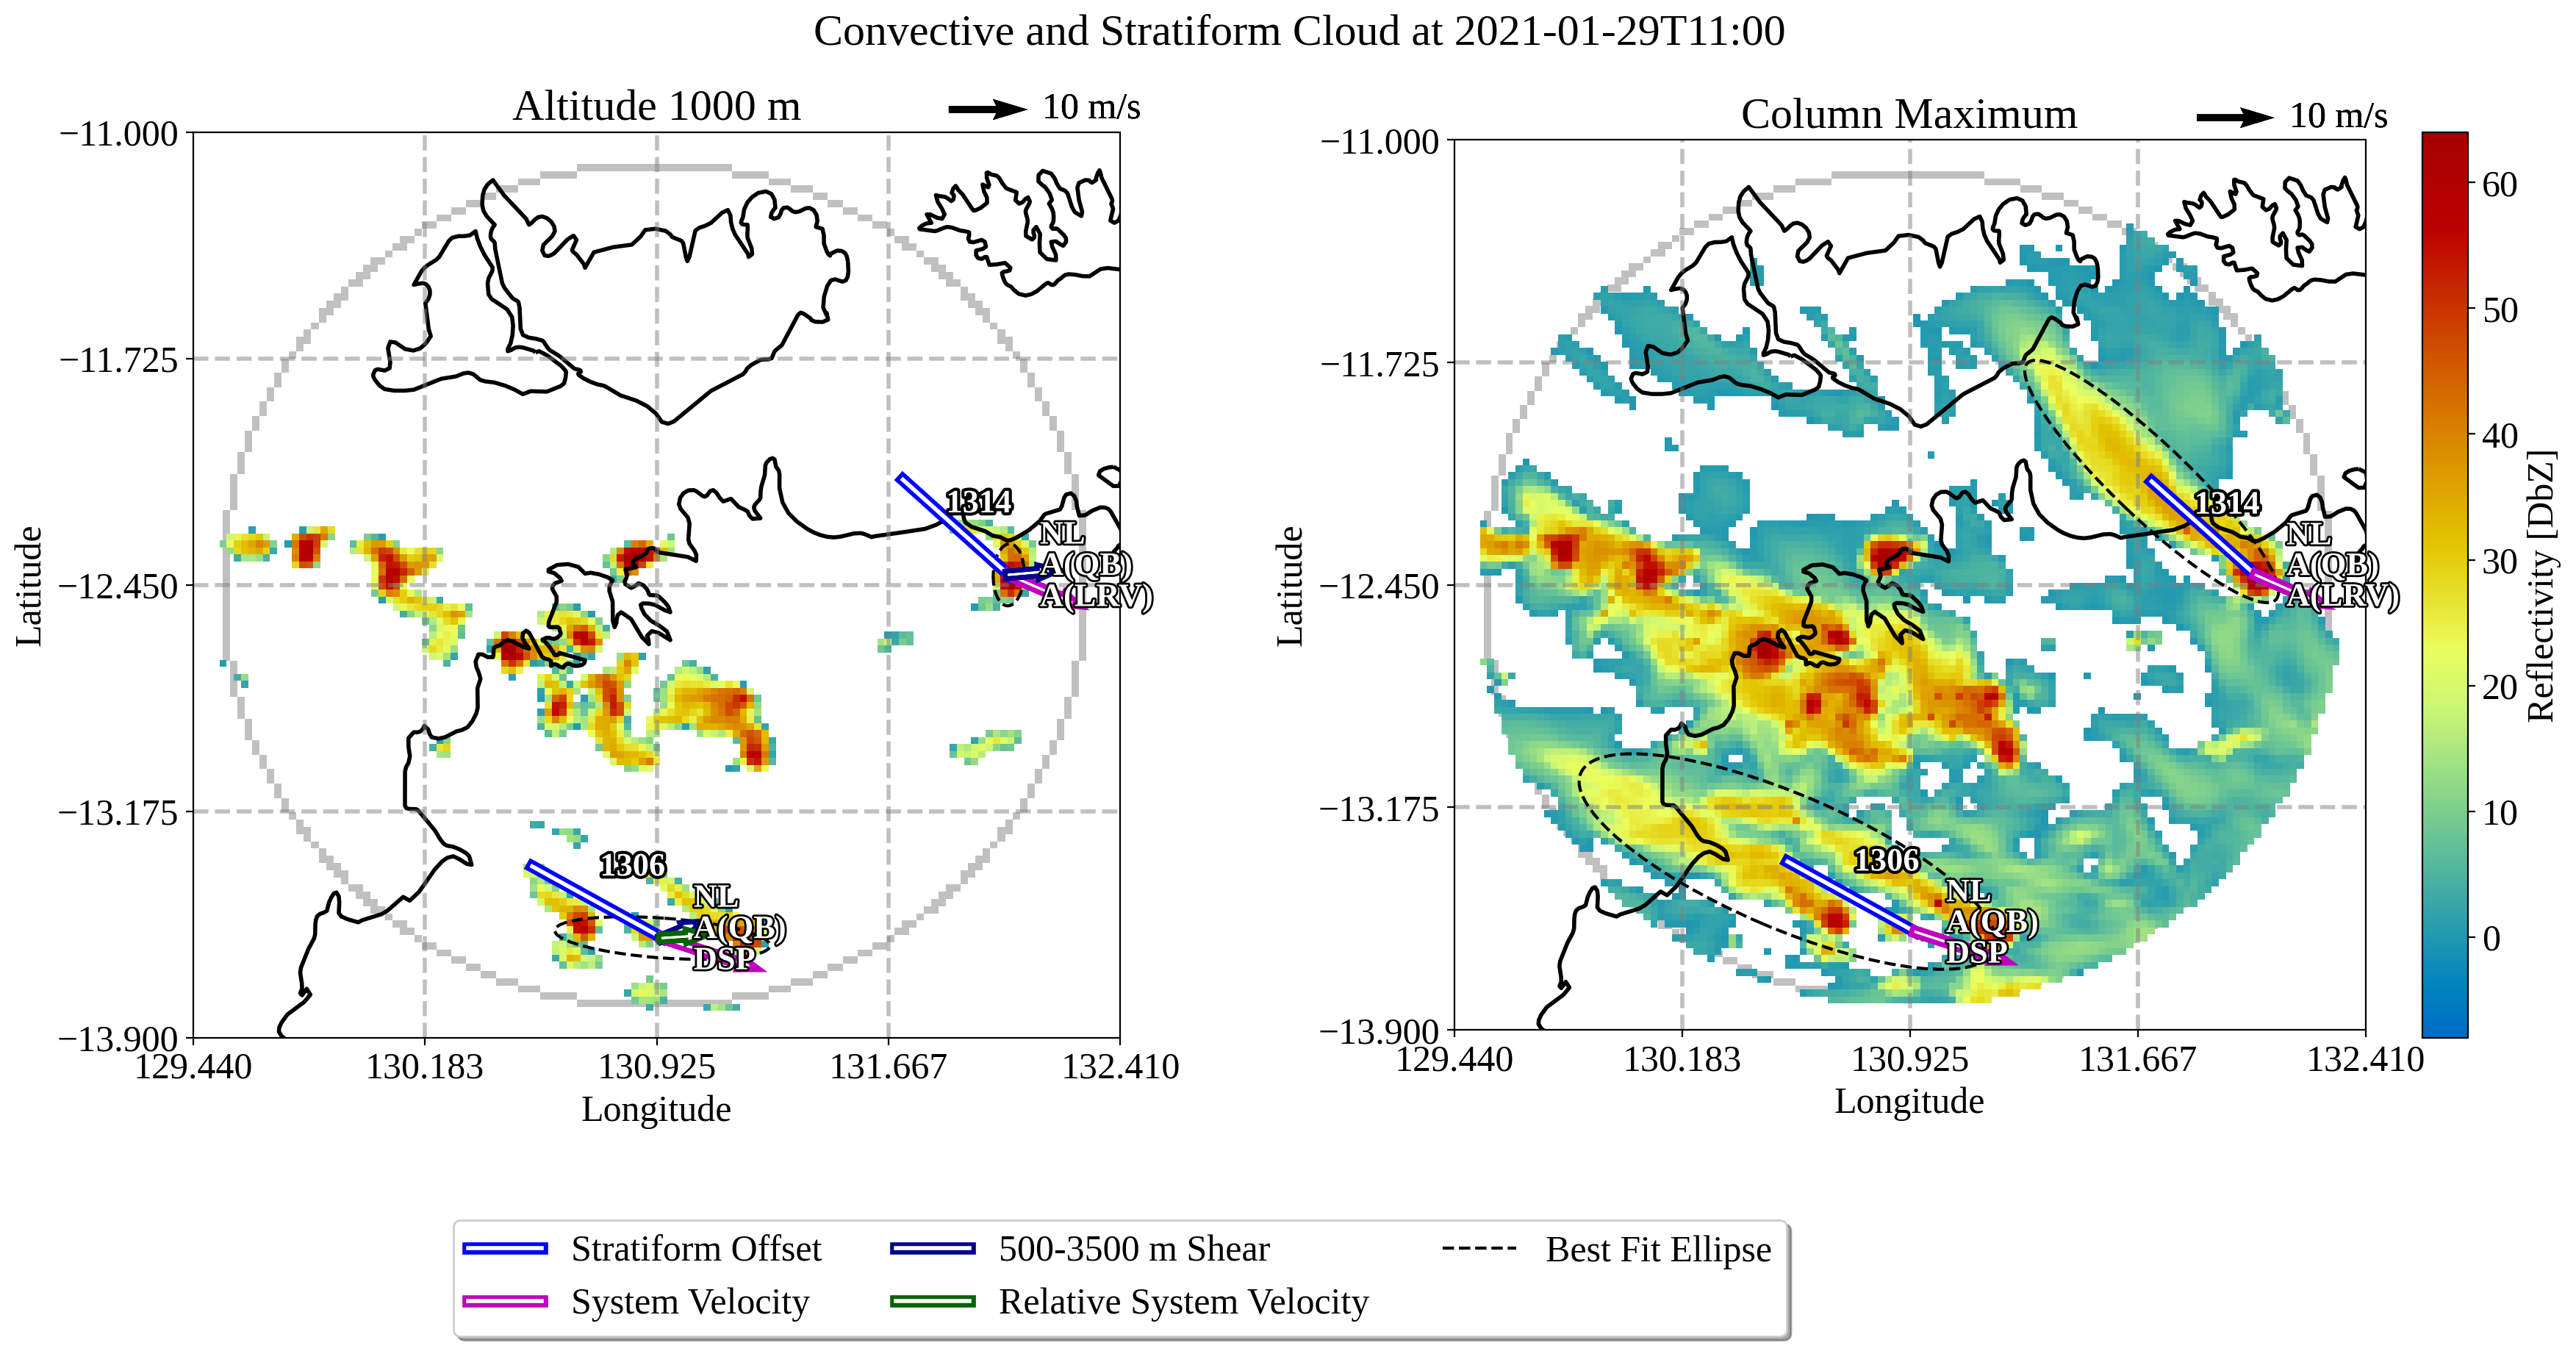 Convective and Stratiform Cloud at 2021-01-29T11:00
Altitude 1000 m
10 m/s
−11.000
−11.725
−12.450
−13.175
−13.900
Latitude
129.440
130.183
130.925
131.667
132.410
Longitude
1314
NL
A(QB)
A(LRV)
1306
NL
A(QB)
DSP
Column Maximum
10 m/s
−11.000
−11.725
−12.450
−13.175
−13.900
Latitude
129.440
130.183
130.925
131.667
132.410
Longitude
1314
NL
A(QB)
A(LRV)
1306
NL
A(QB)
DSP
60
50
40
30
20
10
0
Reflectivity [DbZ]
Stratiform Offset
System Velocity
500-3500 m Shear
Relative System Velocity
Best Fit Ellipse